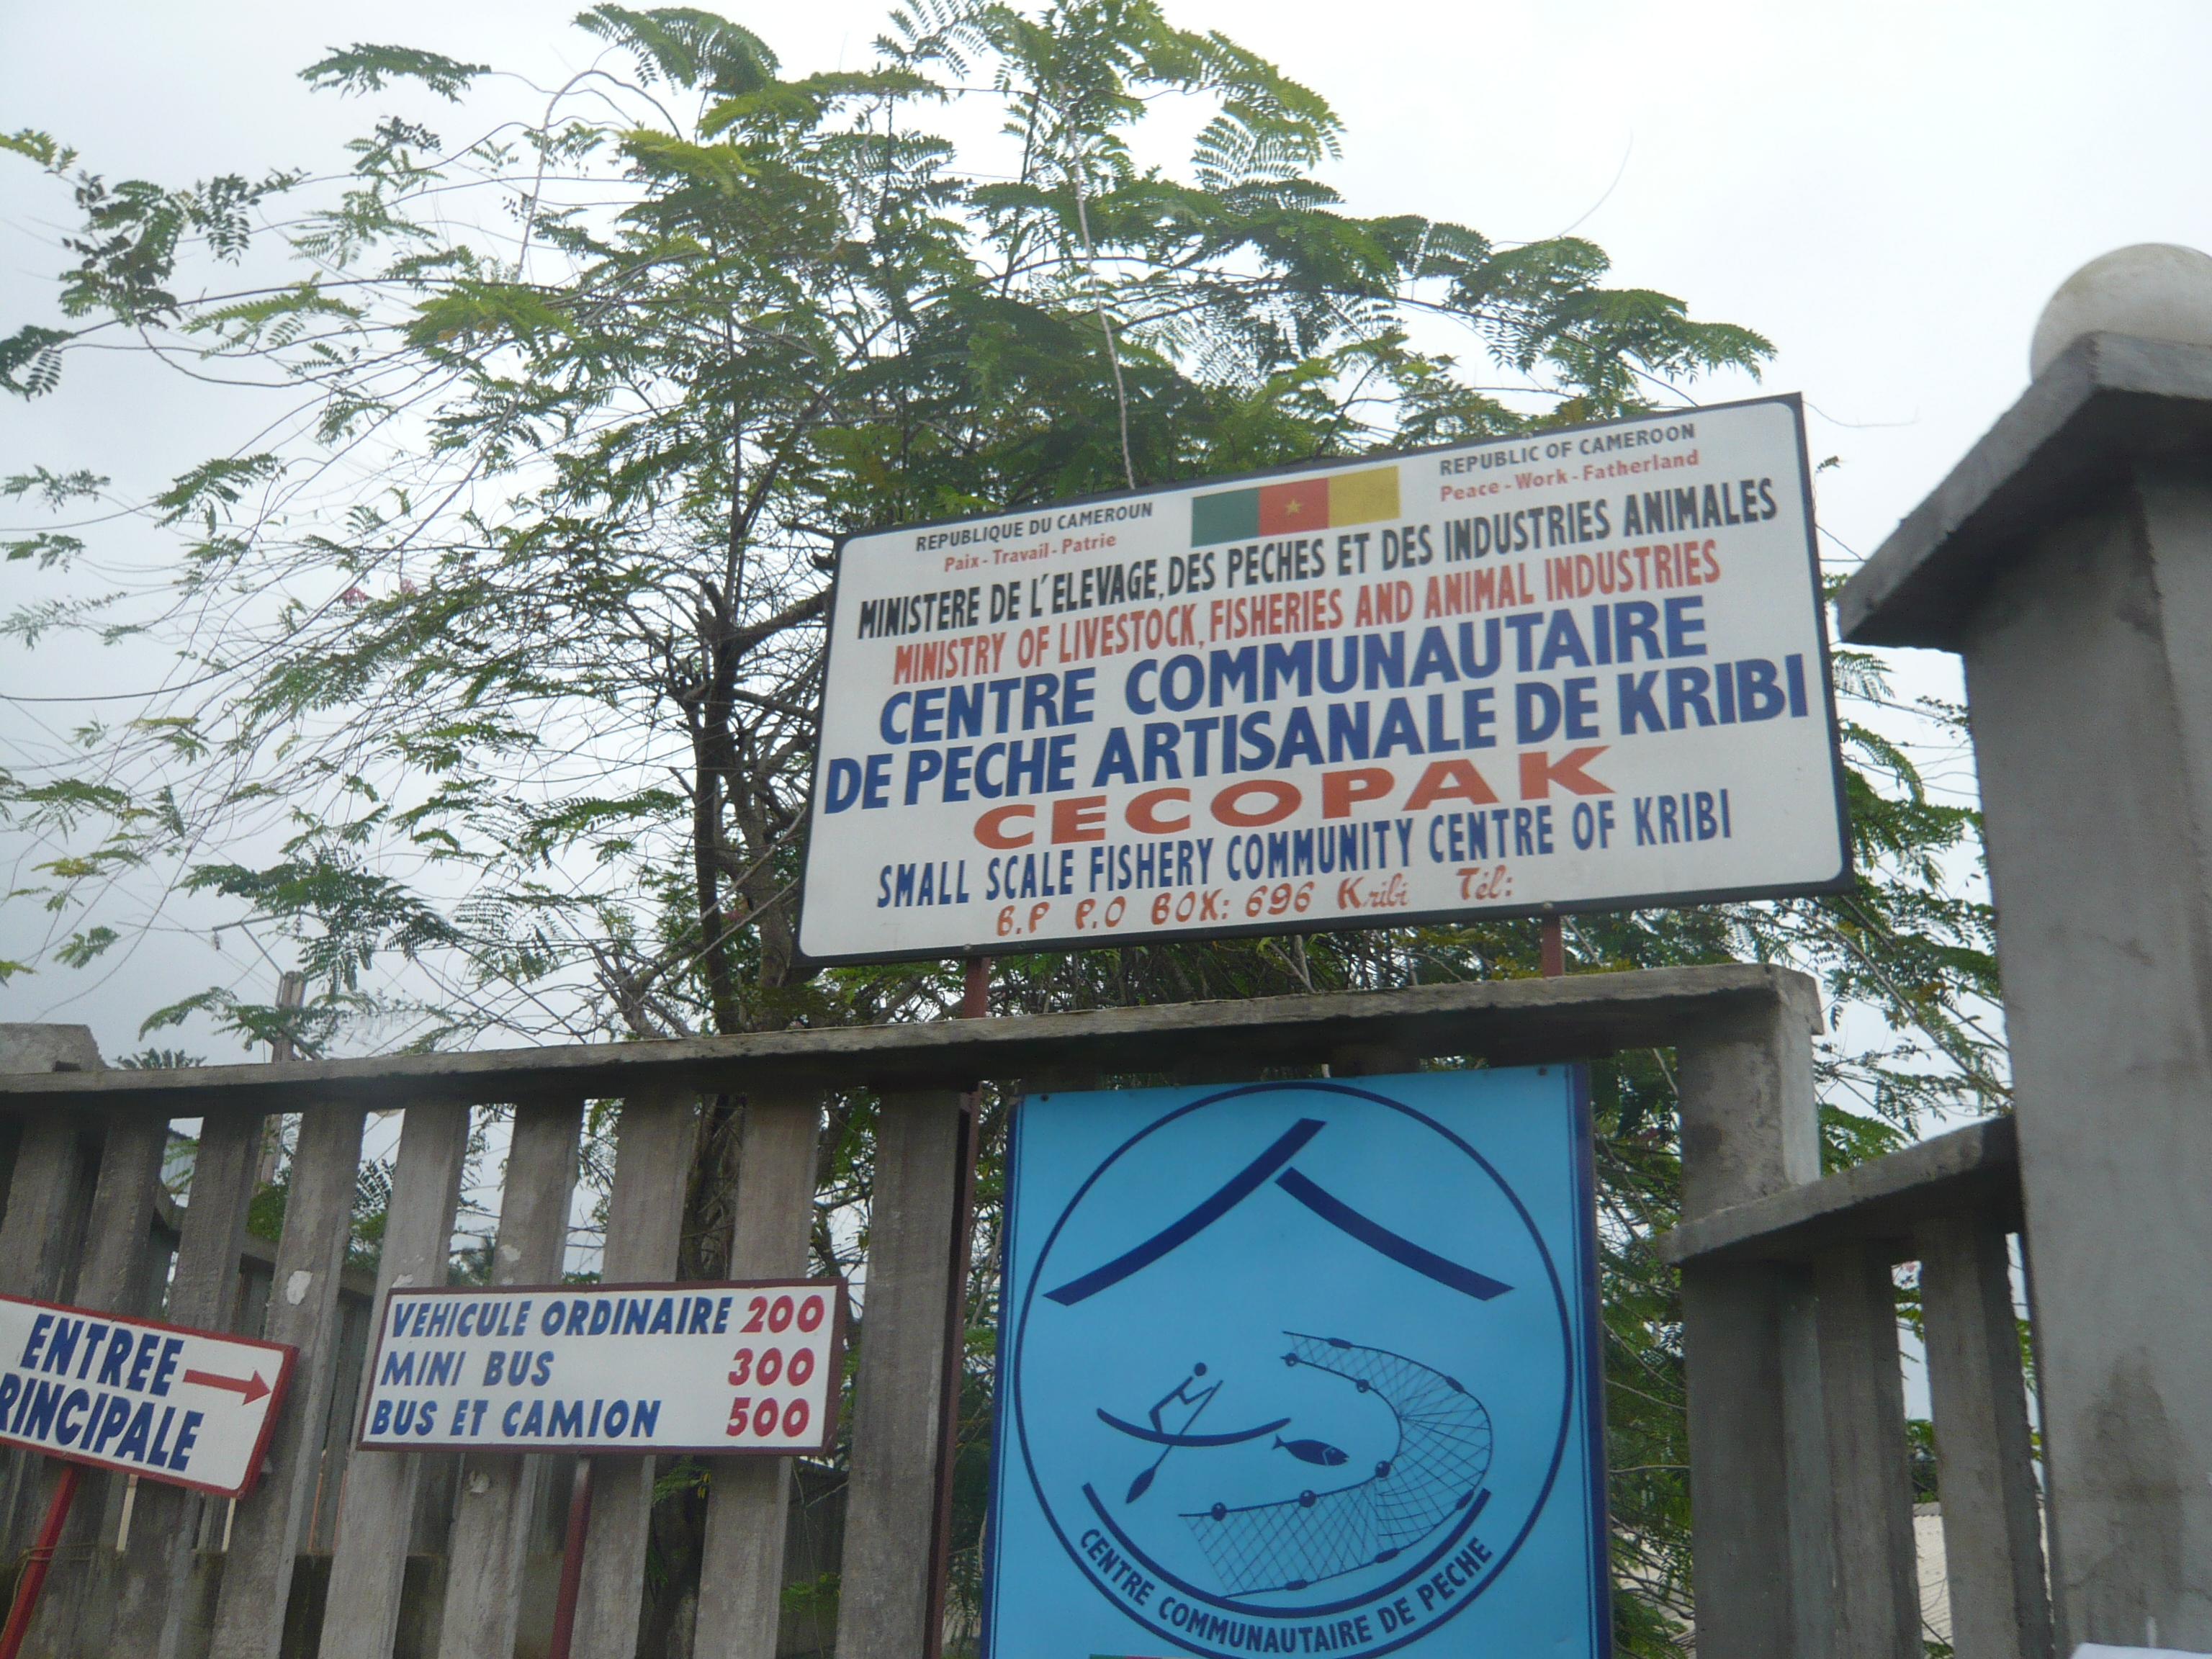 REPUBLIQUE DU CAMEROUN
Paix - Travail - Patrie
REPUBLIC OF CAMEROON
Peace - Work - Fatherland
MINISTERE DE L'ELEVAGE, DES PECHES ET DES INDUSTRIES ANIMALES
MINISTRY OF LIVESTOCK, FISHERIES AND ANIMAL INDUSTRIES
CENTRE COMMUNAUTAIRE
DE PECHE ARTISANALE DE KRIBI
CECOPAK
SMALL SCALE FISHERY COMMUNITY CENTRE OF KRIBI
B.P P.O BOX: 696 Kribi Tél:
ENTREE
RINCIPALE
VEHICULE ORDINAIRE 200
MINI BUS 300
BUS ET CAMION 500
CENTRE COMMUNAUTAIRE DE PECHE